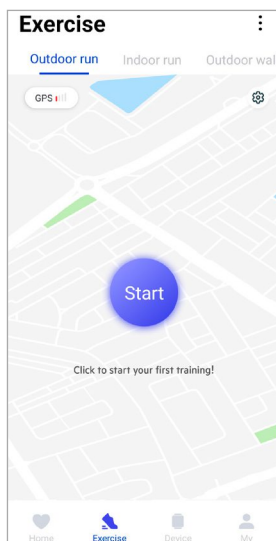 Exercise
Outdoor run Indoor run Outdoor wal
GPS
Start
Click to start your first training!
Home Exercise Device My